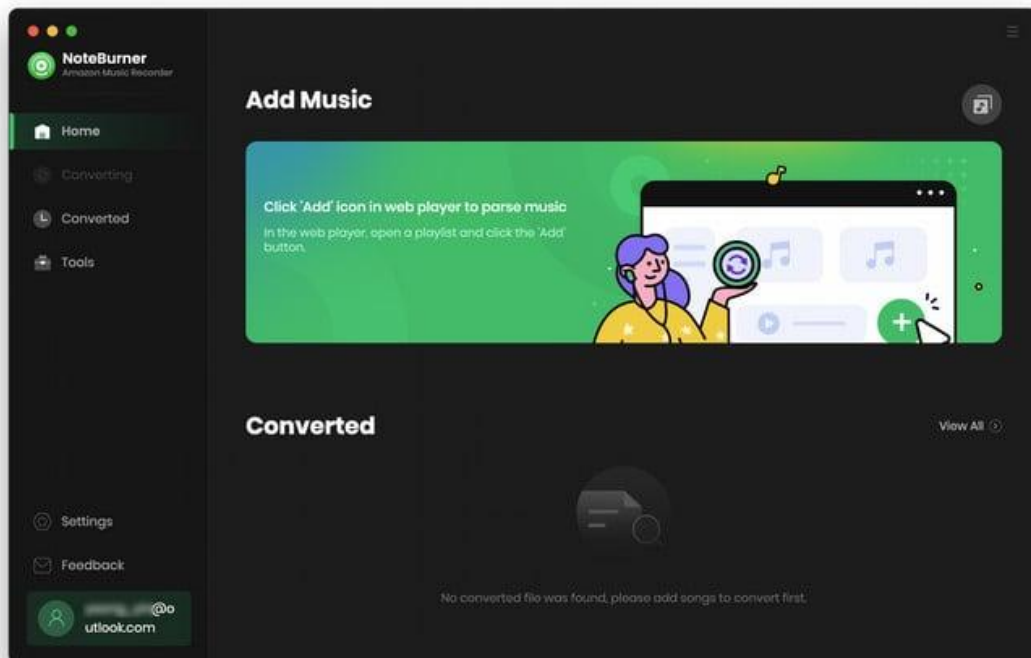 NoteBurner
Amazon Music Recorder
Home
Converting
Converted
Tools
Settings
Feedback
@o
utlook.com
Add Music
Click 'Add' icon in web player to parse music
In the web player, open a playlist and click the 'Add'
button.
Converted
View All
No converted file was found, please add songs to convert first.